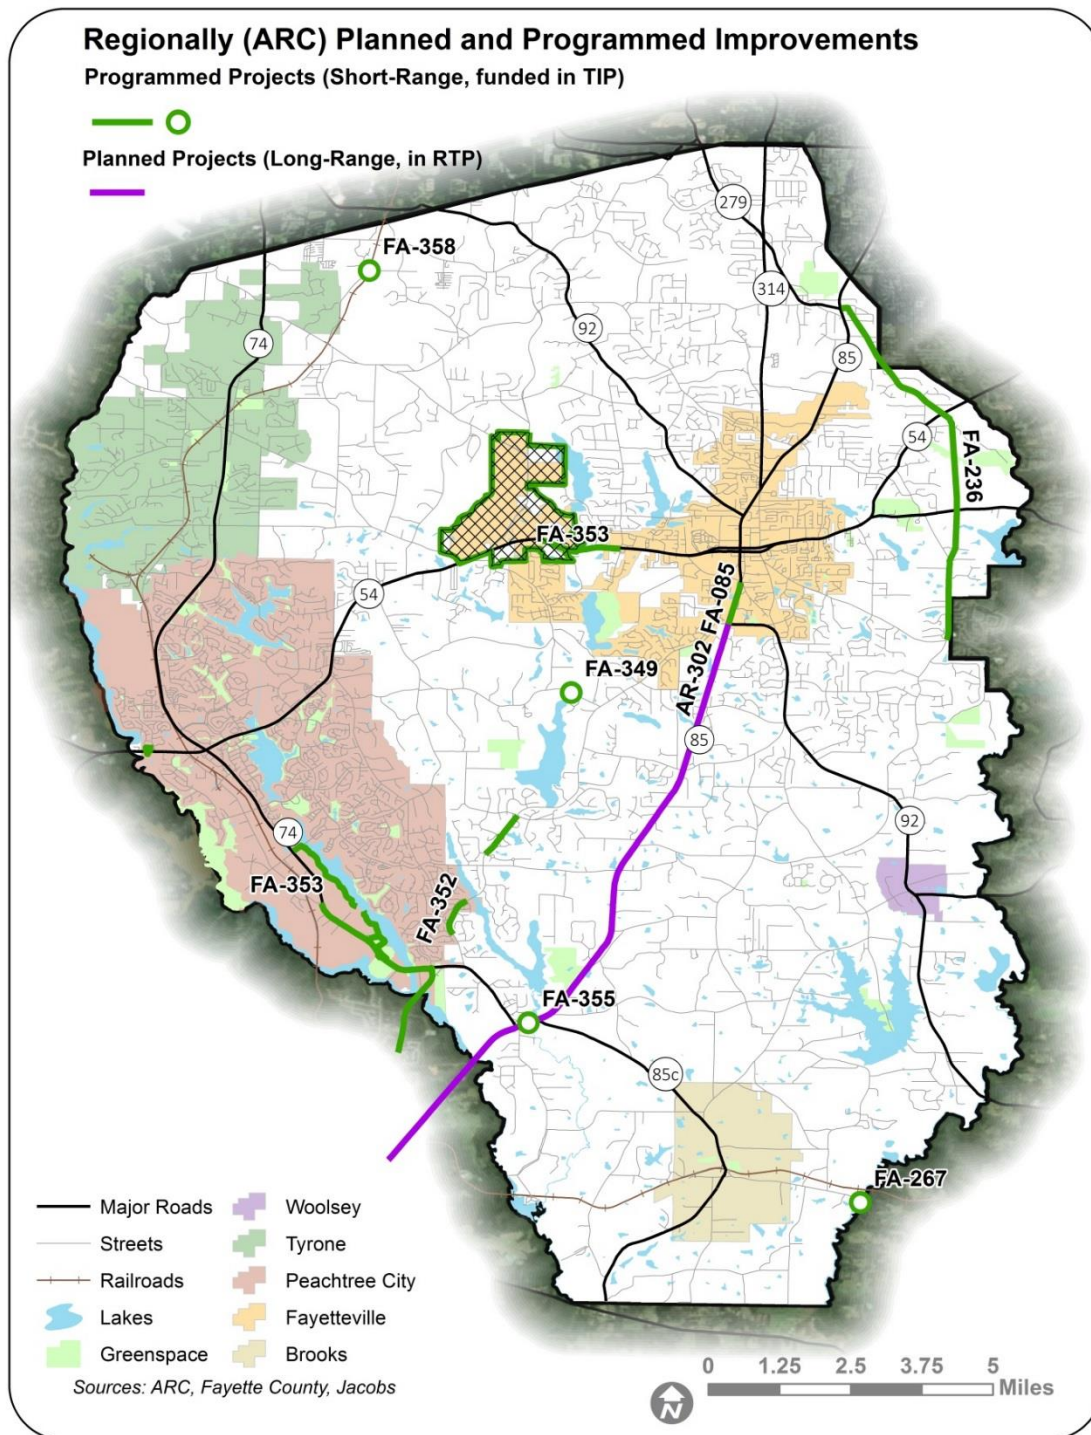 Regionally (ARC) Planned and Programmed Improvements
Programmed Projects (Short-Range, funded in TIP)
Planned Projects (Long-Range, in RTP)
279
FA-358
314
92
74
85
54
FA-236
FA-353
54
FA-085
AR-302
FA-349
85
74
92
FA-353
FA-352
FA-355
85c
FA-267
Major Roads
Streets
Railroads
Lakes
Greenspace
Woolsey
Tyrone
Peachtree City
Fayetteville
Brooks
Sources: ARC, Fayette County, Jacobs
N
0 1.25 2.5 3.75 5
Miles